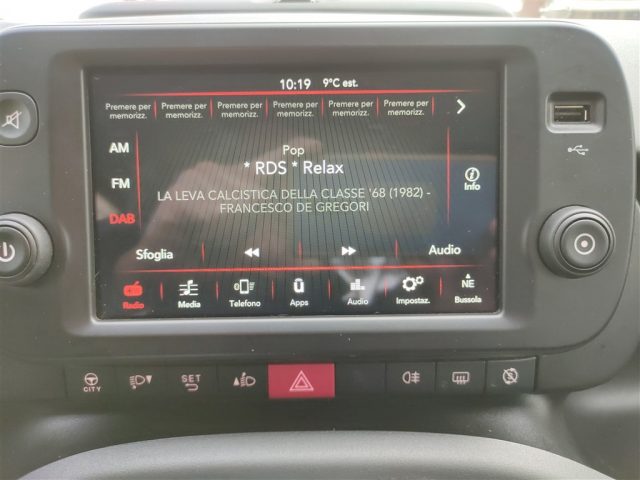 10:19 9°C est.
Premere per memorizz. Premere per memorizz. Premere per memorizz. Premere per memorizz. Premere per memorizz. Premere per memorizz.
AM
Pop
* RDS * Relax
FM
Info
LA LEVA CALCISTICA DELLA CLASSE '68 (1982) -
FRANCESCO DE GREGORI
DAB
Sfoglia Audio
NE
Radio Media Telefono Apps Audio Impostaz. Bussola
CITY SET